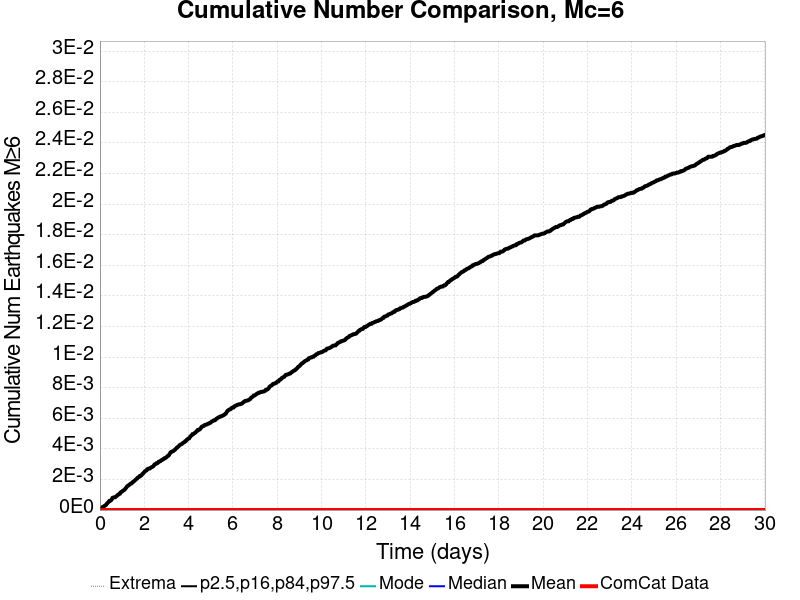 Cumulative Number Comparison, Mc=6
3E-2
2.8E-2
2.6E-2
2.4E-2
2.2E-2
2E-2
1.8E-2
1.6E-2
1.4E-2
1.2E-2
1E-2
8E-3
6E-3
4E-3
2E-3
0E0
Cumulative Num Earthquakes M≥6
0 2 4 6 8 10 12 14 16 18 20 22 24 26 28 30
Time (days)
Extrema p2.5,p16,p84,p97.5 Mode Median Mean ComCat Data